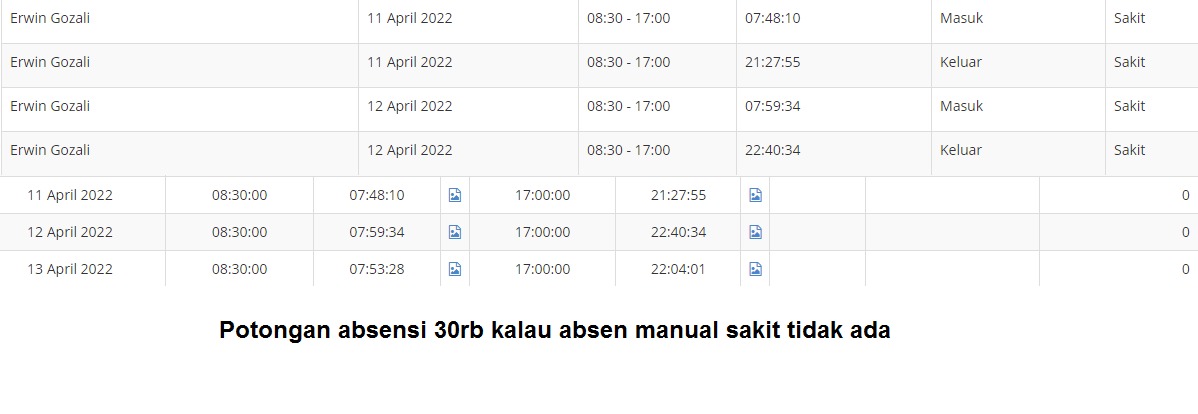 Erwin Gozali 11 April 2022 08:30 - 17:00 07:48:10 Masuk Sakit
Erwin Gozali 11 April 2022 08:30 - 17:00 21:27:55 Keluar Sakit
Erwin Gozali 12 April 2022 08:30 - 17:00 07:59:34 Masuk Sakit
Erwin Gozali 12 April 2022 08:30 - 17:00 22:40:34 Keluar Sakit
11 April 2022 08:30:00 07:48:10 17:00:00 21:27:55 0
12 April 2022 08:30:00 07:59:34 17:00:00 22:40:34 0
13 April 2022 08:30:00 07:53:28 17:00:00 22:04:01 0
Potongan absensi 30rb kalau absen manual sakit tidak ada